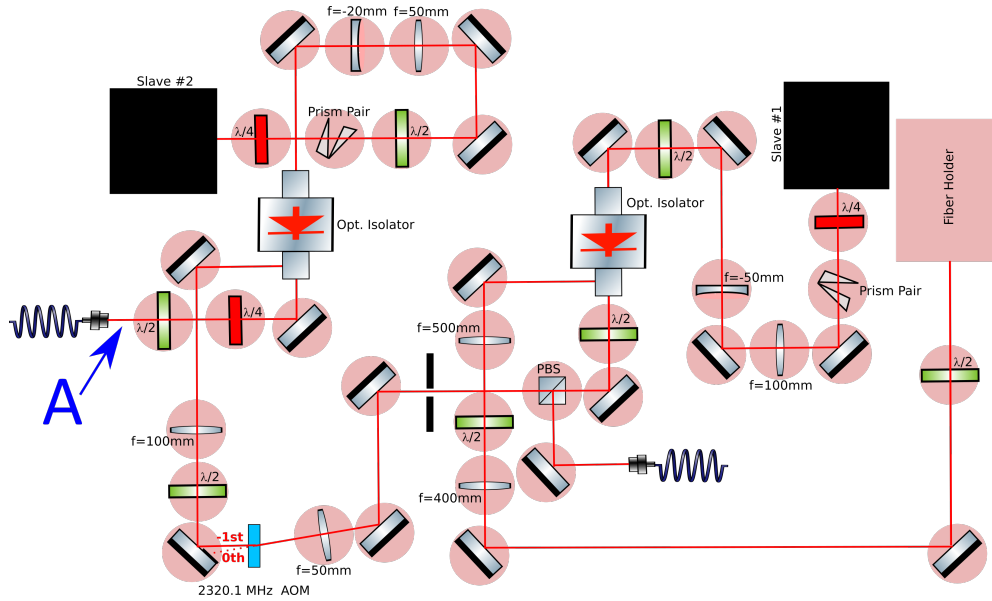 f=-20mm
f=50mm
Slave #2
λ/4
Prism Pair
λ/2
Slave #1
λ/2
Fiber Holder
Opt. Isolator
Opt. Isolator
λ/4
f=-50mm
Prism Pair
λ/2
λ/4
f=500mm
λ/2
PBS
λ/2
f=100mm
A
λ/2
f=100mm
λ/2
f=400mm
-1st
0th
f=50mm
2320.1 MHz AOM